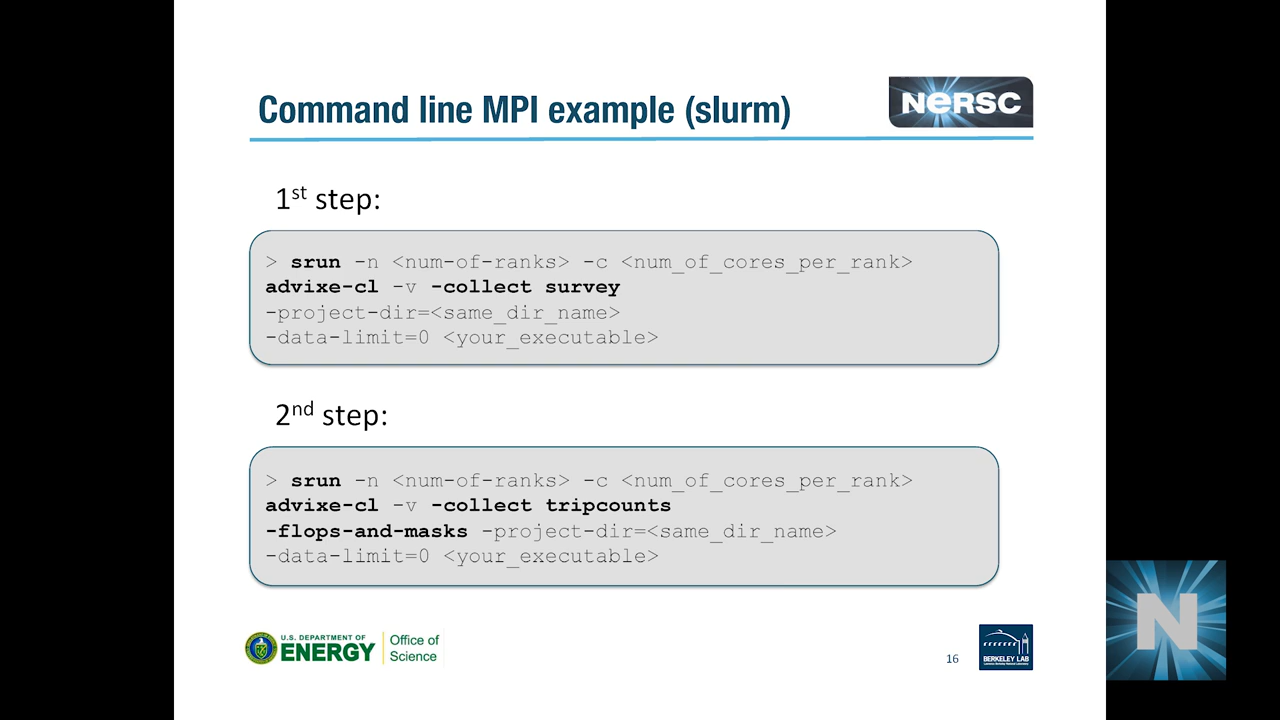 Command line MPI example (slurm)
NERSC
1st step:
> srun -n <num-of-ranks> -c <num_of_cores_per_rank>
advixe-cl -v -collect survey
-project-dir=<same_dir_name>
-data-limit=0 <your_executable>
2nd step:
> srun -n <num-of-ranks> -c <num_of_cores_per_rank>
advixe-cl -v -collect tripcounts
-flops-and-masks -project-dir=<same_dir_name>
-data-limit=0 <your_executable>
U.S. DEPARTMENT OF
ENERGY
Office of
Science
16
BERKELEY LAB
N